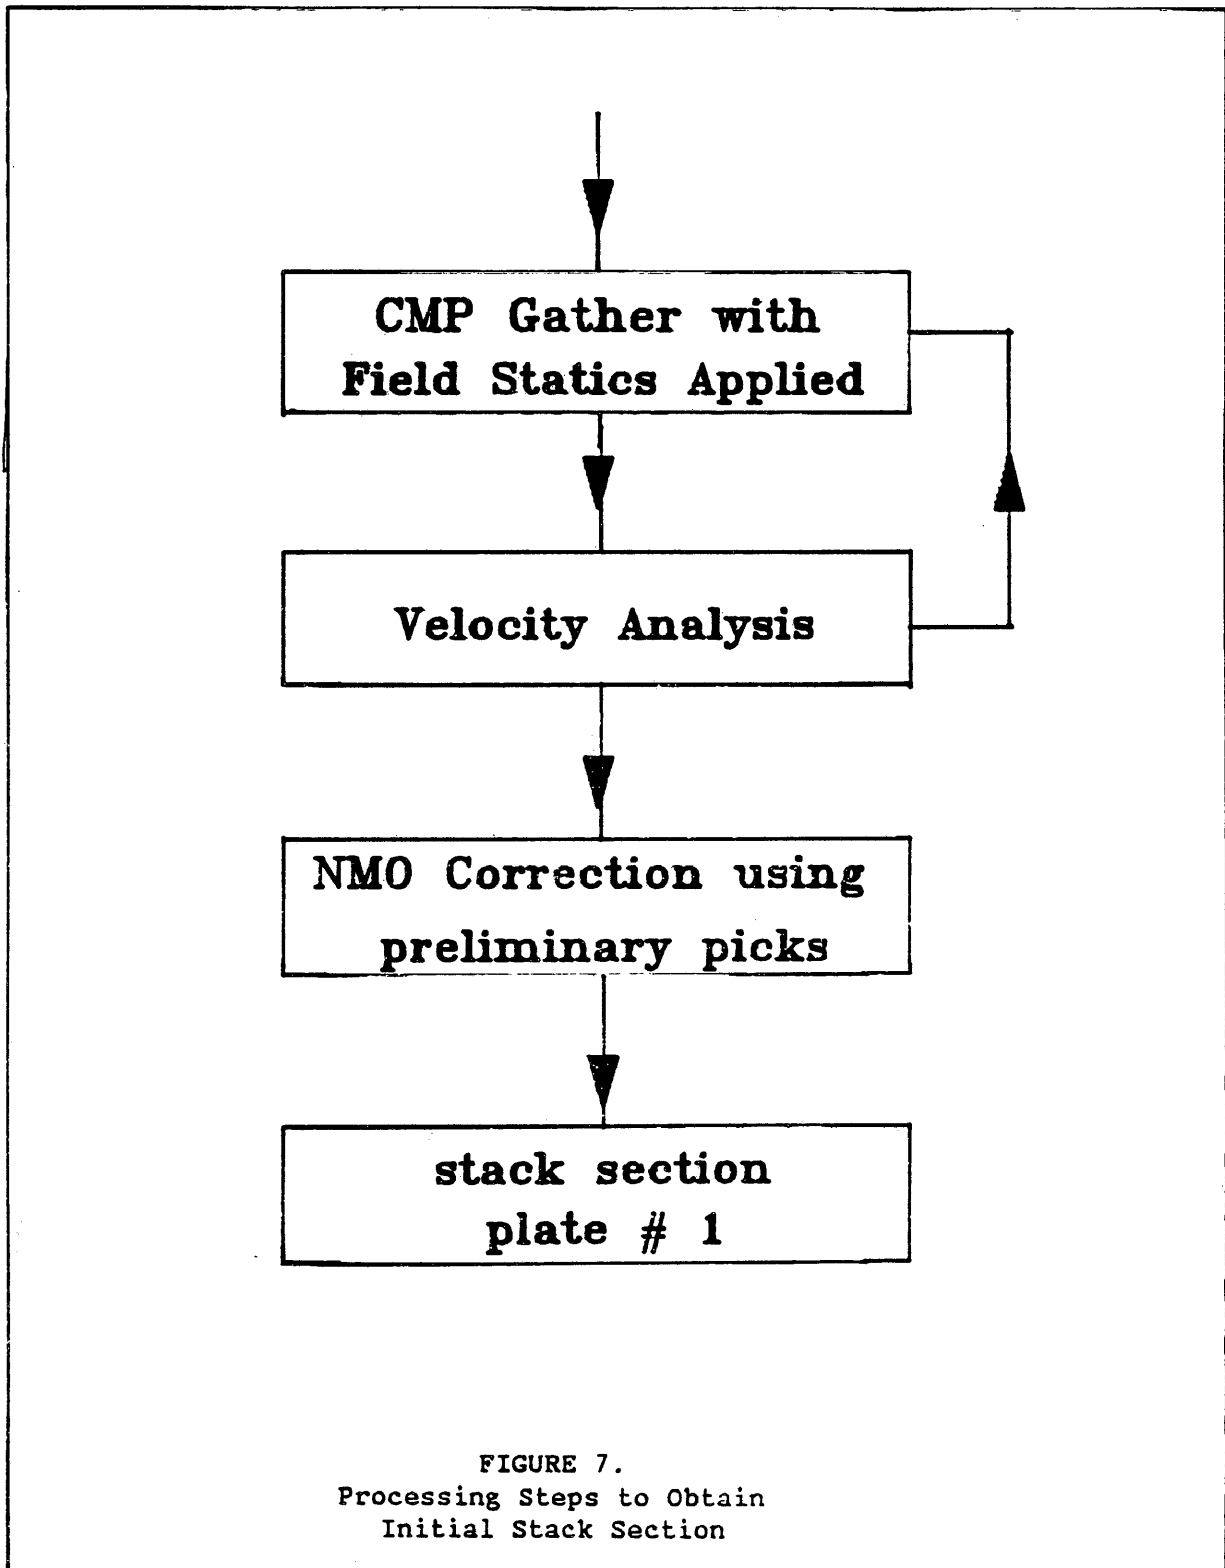 CMP Gather with
Field Statics Applied
Velocity Analysis
NMO Correction using
preliminary picks
stack section
plate # 1
FIGURE 7.
Processing Steps to Obtain
Initial Stack Section